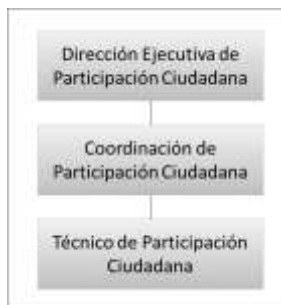 Dirección Ejecutiva de
Participación Ciudadana
Coordinación de
Participación Ciudadana
Técnico de Participación
Ciudadana